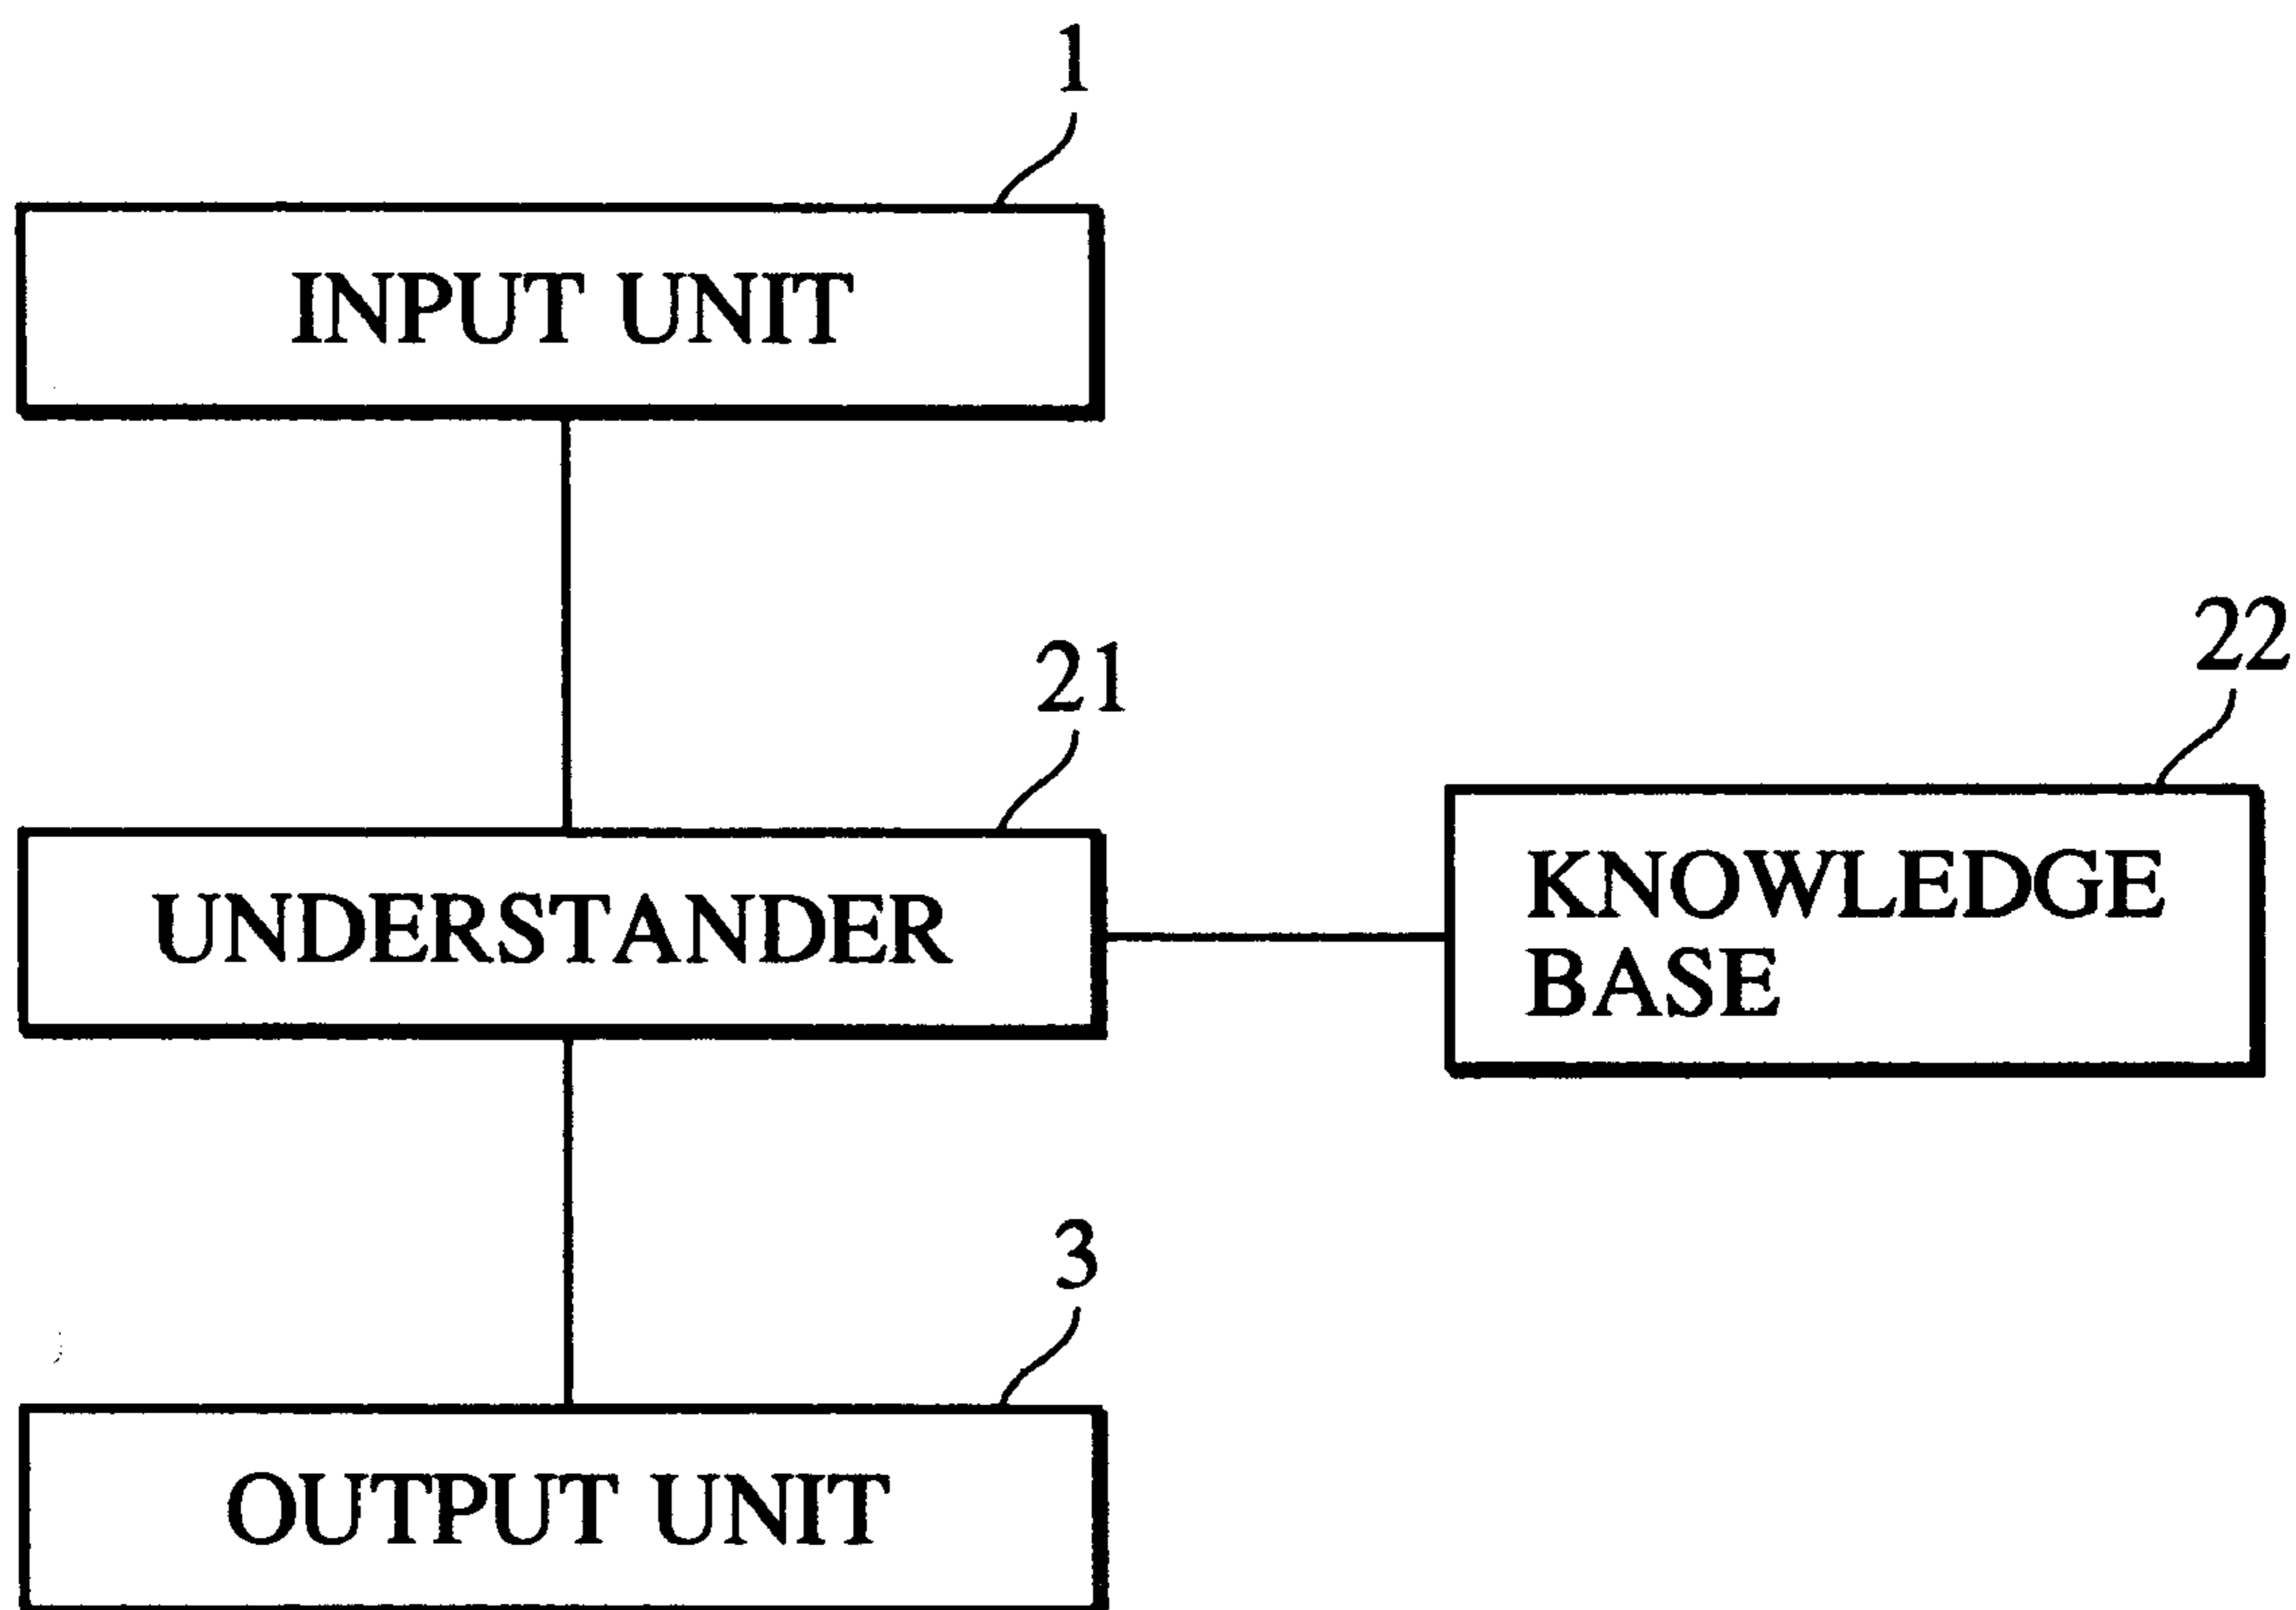 1
INPUT UNIT
21
UNDERSTANDER
22
KNOWLEDGE
BASE
3
OUTPUT UNIT